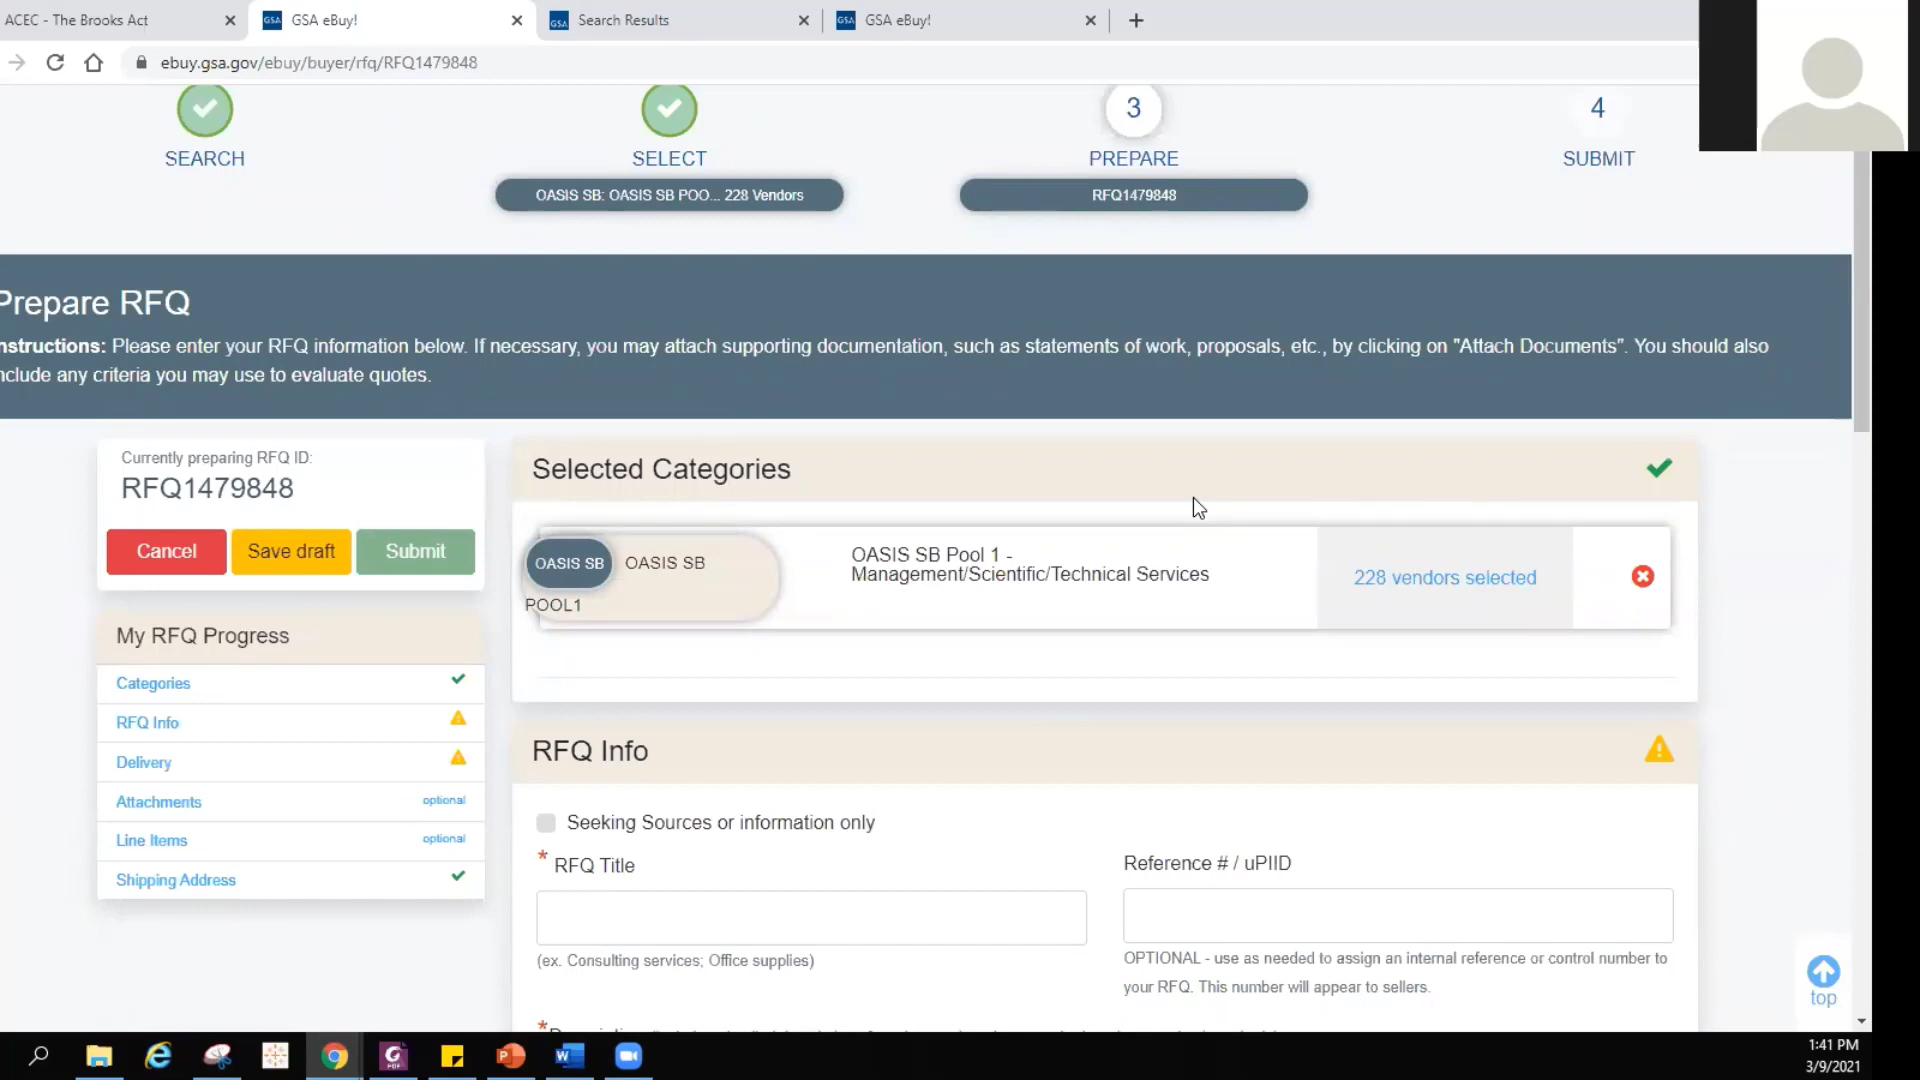 ACEC - The Brooks Act
GSA eBuy!
Search Results
GSA eBuy!
ebuy.gsa.gov/ebuy/buyer/rfq/RFQ1479848
3
4
SEARCH
SELECT
PREPARE
SUBMIT
OASIS SB: OASIS SB POO... 228 Vendors
RFQ1479848
Prepare RFQ
nstructions: Please enter your RFQ information below. If necessary, you may attach supporting documentation, such as statements of work, proposals, etc., by clicking on "Attach Documents". You should also
nclude any criteria you may use to evaluate quotes.
Currently preparing RFQ ID:
RFQ1479848
Cancel
Save draft
Submit
My RFQ Progress
Categories
RFQ Info
Delivery
Attachments
optional
Line Items
optional
Shipping Address
Selected Categories
OASIS SB
OASIS SB
POOL1
OASIS SB Pool 1 -
Management/Scientific/Technical Services
228 vendors selected
RFQ Info
Seeking Sources or information only
* RFQ Title
Reference # / uPIID
(ex. Consulting services; Office supplies)
OPTIONAL - use as needed to assign an internal reference or control number to
your RFQ. This number will appear to sellers.
top
1:41 PM
3/9/2021